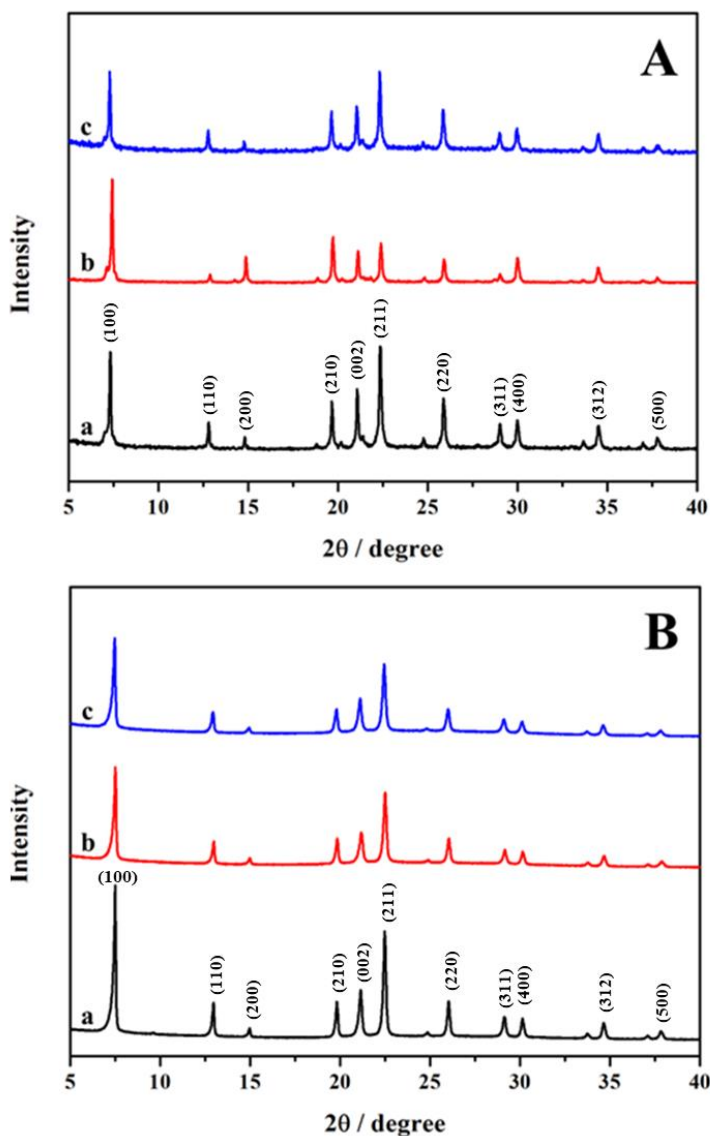 A
c
b
a
(100)
(110)
(200)
(210)
(002)
(211)
(220)
(311)
(400)
(312)
(500)
Intensity
5 10 15 20 25 30 35 40
2θ / degree
B
c
b
a
(100)
(110)
(200)
(210)
(002)
(211)
(220)
(311)
(400)
(312)
(500)
Intensity
5 10 15 20 25 30 35 40
2θ / degree